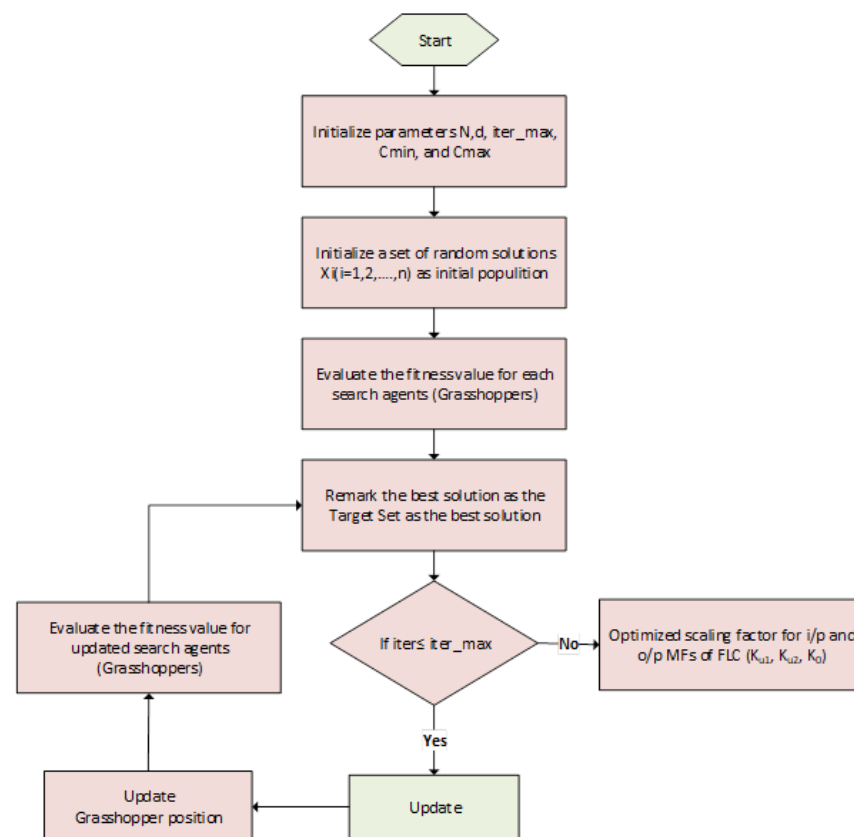 Start
Initialize parameters N,d, iter_max,
Cmin, and Cmax
Initialize a set of random solutions
Xi(i=1,2,....,n) as initial populition
Evaluate the fitness value for each
search agents (Grasshoppers)
Remark the best solution as the
Target Set as the best solution
If iter≤ iter_max
No
Optimized scaling factor for i/p and
o/p MFs of FLC (Ku1, Ku2, Ko)
Yes
Update
Update
Grasshopper position
Evaluate the fitness value for
updated search agents
(Grasshoppers)